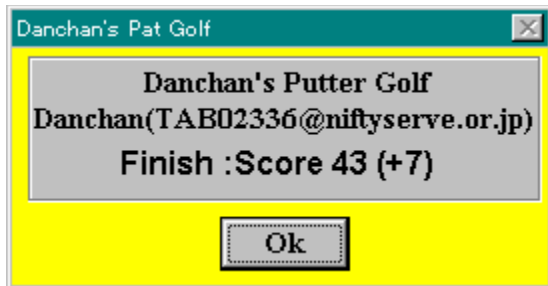 Danchan's Pat Golf
Danchan's Putter Golf
Danchan(TAB02336@niftyserve.or.jp)
Finish :Score 43 (+7)
Ok